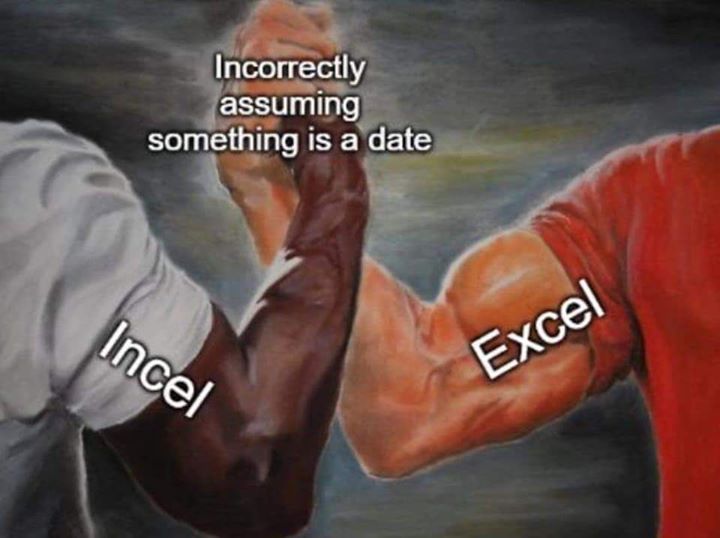 Incorrectly
assuming
something is a date
Incel
Excel